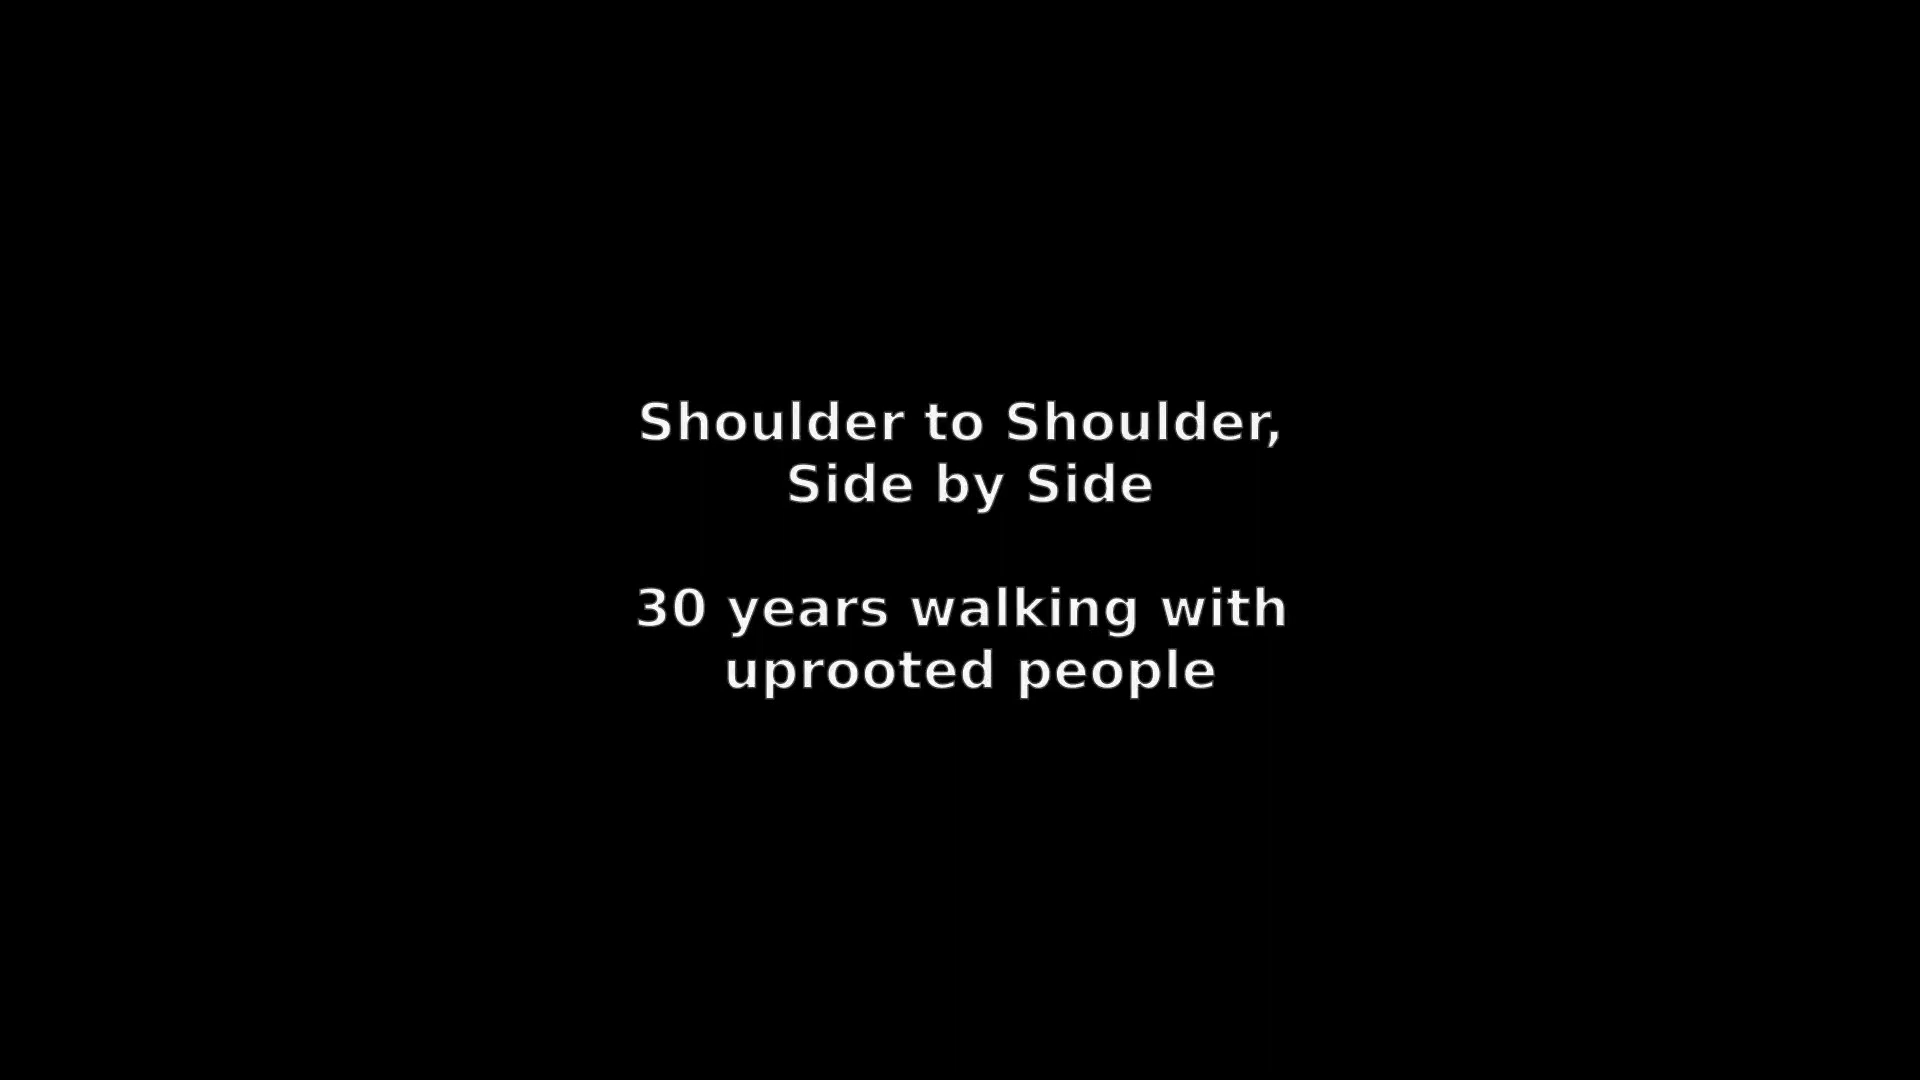 Shoulder to Shoulder,
Side by Side
30 years walking with
uprooted people